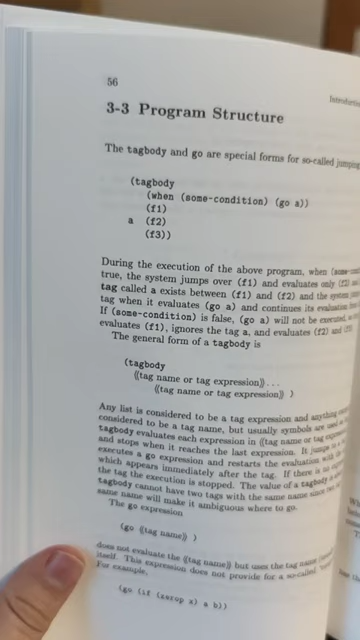 56
Introduc
3-3 Program Structure
The tagbody and go are special forms for so-called jumping
(tagbody
(when (some-condition) (go a))
(f1)
a (f2)
(f3))
During the execution of the above program, when (some-cond
true, the system jumps over (f1) and evaluates only (f2) and
tag called a exists between (f1) and (f2) and the system
tag when it evaluates (go a) and continues its evaluation
If (some-condition) is false, (go a) will not be executed,
evaluates (f1), ignores the tag a, and evaluates (f2) and
The general form of a tagbody is
(tagbody
⟨⟨tag name or tag expression⟩⟩...
⟨⟨tag name or tag expression⟩⟩ )
Any list is considered to be a tag expression and anything
considered to be a tag name, but usually symbols are used
tagbody evaluates each expression in ⟨⟨tag name or tag expres
and stops when it reaches the last expression. It jumps to a
executes a go expression and restarts the evaluation with
which appears immediately after the tag. If there is no
the tag the execution is stopped. The value of a tagbody is
tagbody cannot have two tags with the same name since two
same name will make it ambiguous where to go.
The go expression
(go ⟨⟨tag name⟩⟩ )
does not evaluate the ⟨⟨tag name⟩⟩ but uses the tag name
itself. This expression does not provide for a so-called
For example,
(go (if (zerop x) a b))